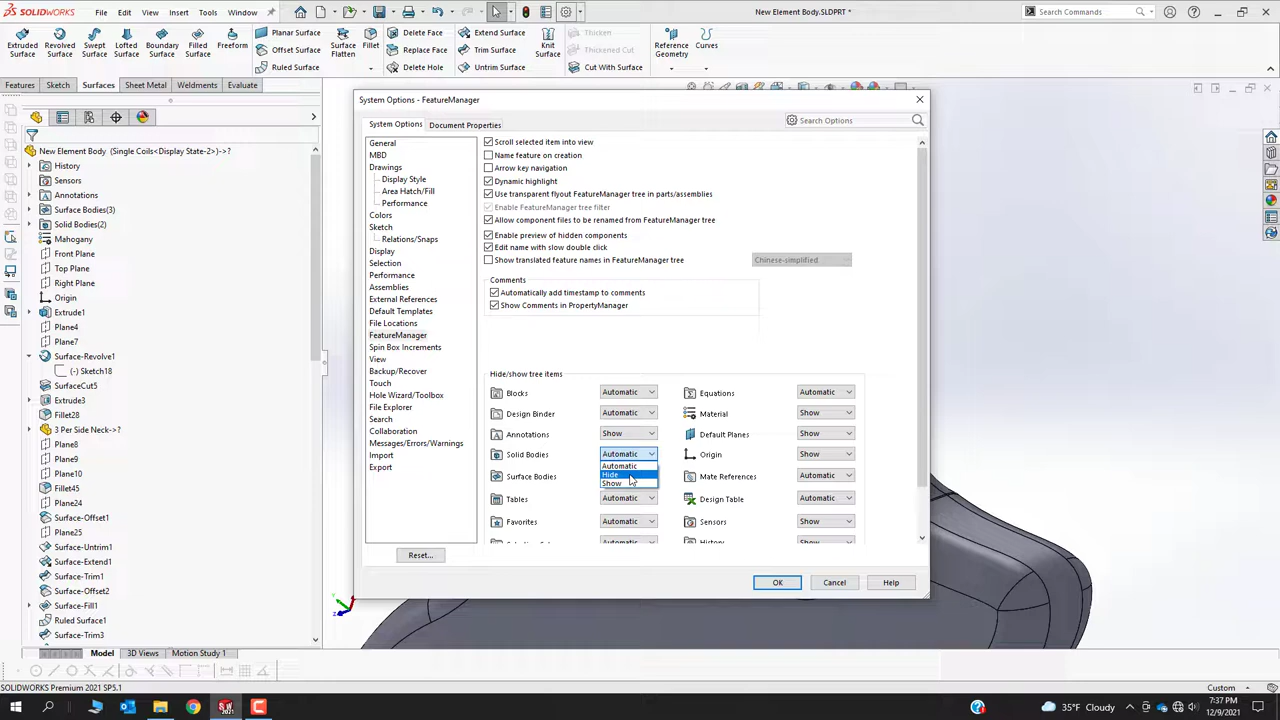 SOLIDWORKS File Edit View Insert Tools Window New Element Body.SLDPRT * Search Commands
Extruded Surface Revolved Surface Swept Surface Lofted Surface Boundary Surface Filled Surface Freeform Planar Surface Offset Surface Ruled Surface Surface Flatten Fillet Delete Face Replace Face Delete Hole Extend Surface Trim Surface Untrim Surface Knit Surface Thicken Thickened Cut Cut With Surface Reference Geometry Curves
Features Sketch Surfaces Sheet Metal Weldments Evaluate
New Element Body (Single Coils<Display State-2>)->?
History
Sensors
Annotations
Surface Bodies(3)
Solid Bodies(2)
Mahogany
Front Plane
Top Plane
Right Plane
Origin
Extrude1
Plane4
Plane7
Surface-Revolve1
(-) Sketch18
SurfaceCut5
Extrude3
Fillet28
3 Per Side Neck->?
Plane8
Plane9
Plane10
Fillet45
Plane24
Surface-Offset1
Plane25
Surface-Untrim1
Surface-Extend1
Surface-Trim1
Surface-Offset2
Surface-Fill1
Ruled Surface1
Surface-Trim3
System Options - FeatureManager
System Options Document Properties Search Options
General
MBD
Drawings
Display Style
Area Hatch/Fill
Performance
Colors
Sketch
Relations/Snaps
Display
Selection
Performance
Assemblies
External References
Default Templates
File Locations
FeatureManager
Spin Box Increments
View
Backup/Recover
Touch
Hole Wizard/Toolbox
File Explorer
Search
Collaboration
Messages/Errors/Warnings
Import
Export
Reset...
Scroll selected item into view
Name feature on creation
Arrow key navigation
Dynamic highlight
Use transparent flyout FeatureManager tree in parts/assemblies
Enable FeatureManager tree filter
Allow component files to be renamed from FeatureManager tree
Enable preview of hidden components
Edit name with slow double click
Show translated feature names in FeatureManager tree Chinese-simplified
Comments
Automatically add timestamp to comments
Show Comments in PropertyManager
Hide/show tree items
Blocks Automatic Equations Automatic
Design Binder Automatic Material Show
Annotations Show Default Planes Show
Solid Bodies Automatic Origin Show
Automatic
Hide
Show
Surface Bodies Mate References Automatic
Tables Automatic Design Table Automatic
Favorites Automatic Sensors Show
Automatic History Show
OK Cancel Help
Model 3D Views Motion Study 1
SOLIDWORKS Premium 2021 SP5.1 Custom
35°F Cloudy 7:37 PM
12/9/2021